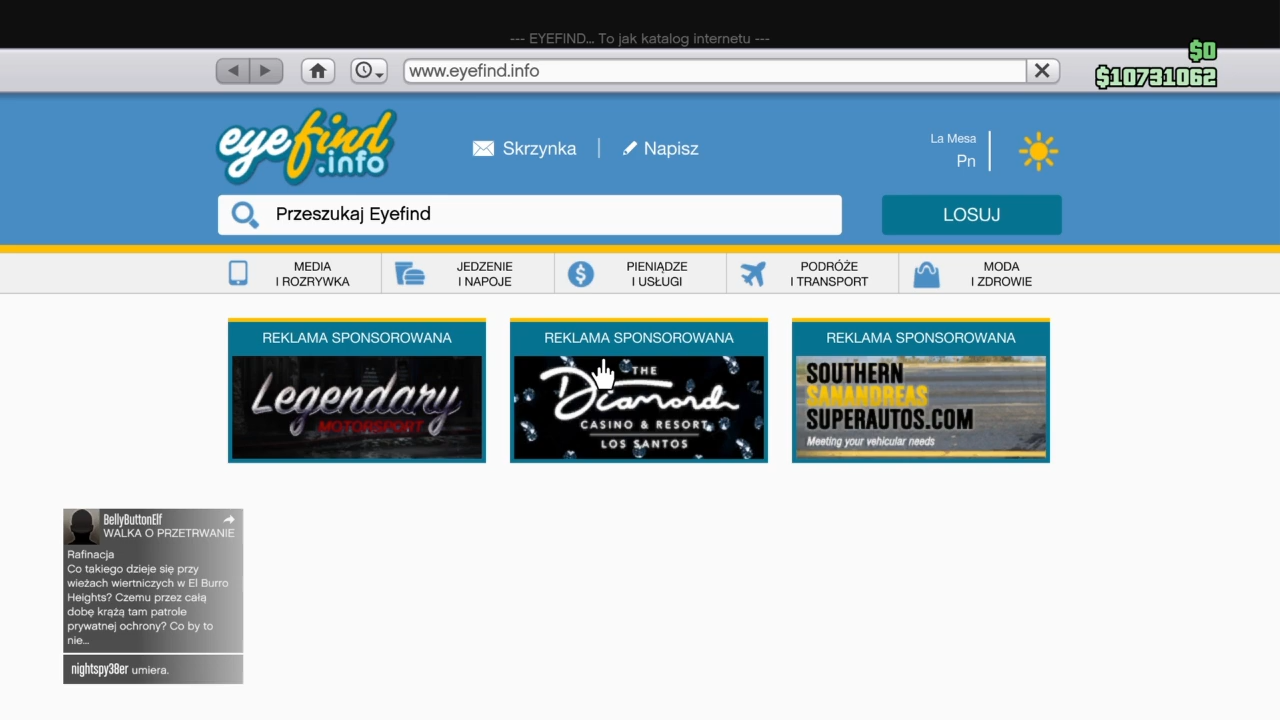 --- EYEFIND... To jak katalog internetu ---
$0
www.eyefind.info
$10731062
eyefind
.info
Skrzynka
Napisz
La Mesa
Pn
Przeszukaj Eyefind
LOSUJ
MEDIA
I ROZRYWKA
JEDZENIE
I NAPOJE
PIENIĄDZE
I USŁUGI
PODRÓŻE
I TRANSPORT
MODA
I ZDROWIE
REKLAMA SPONSOROWANA
Legendary
MOTORSPORT
REKLAMA SPONSOROWANA
THE
Diamond
CASINO & RESORT
LOS SANTOS
REKLAMA SPONSOROWANA
SOUTHERN
SANANDREAS
SUPERAUTOS.COM
Meeting your vehicular needs
BellyButtonElf
WALKA O PRZETRWANIE
Rafinacja
Co takiego dzieje się przy
wieżach wiertniczych w El Burro
Heights? Czemu przez całą
dobę krążą tam patrole
prywatnej ochrony? Co by to
nie...
nightspy38er umiera.